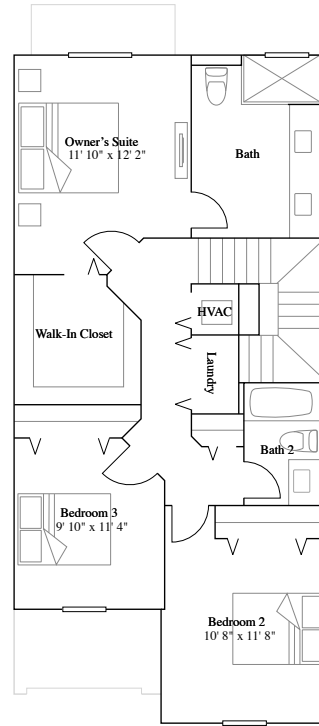 Owner's Suite
11' 10" x 12' 2"
Bath
HVAC
Walk-In Closet
Laundry
Bath 2
Bedroom 3
9' 10" x 11' 4"
Bedroom 2
10' 8" x 11' 8"